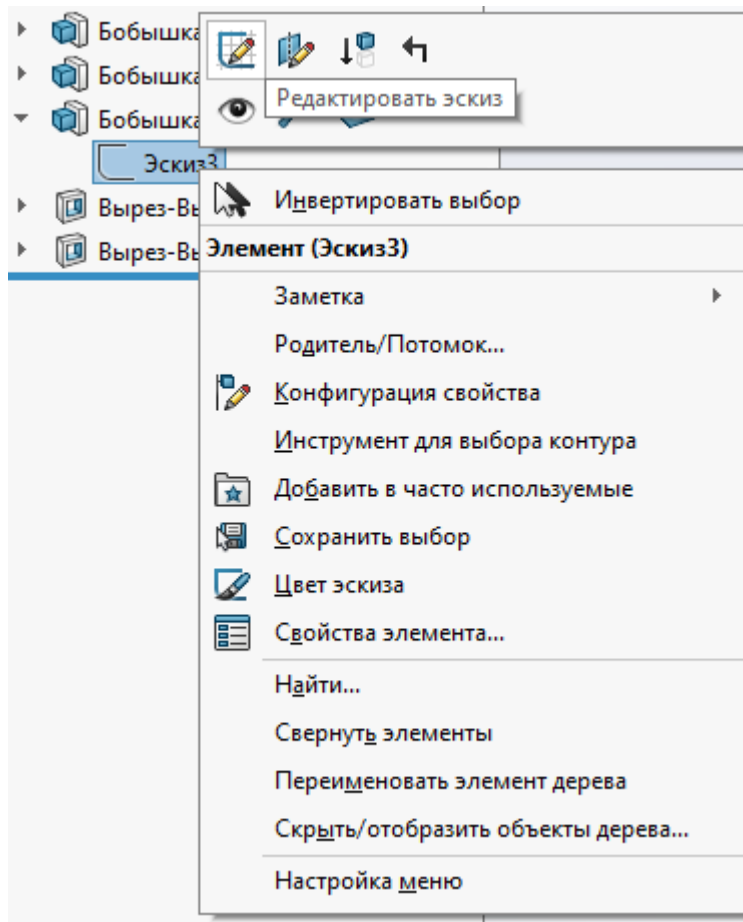 Бобышка
Бобышка
Редактировать эскиз
Бобышка
Эскиз3
Инвертировать выбор
Вырез-Вы
Вырез-Вы
Элемент (Эскиз3)
Заметка
Родитель/Потомок...
Конфигурация свойства
Инструмент для выбора контура
Добавить в часто используемые
Сохранить выбор
Цвет эскиза
Свойства элемента...
Найти...
Свернуть элементы
Переименовать элемент дерева
Скрыть/отобразить объекты дерева...
Настройка меню